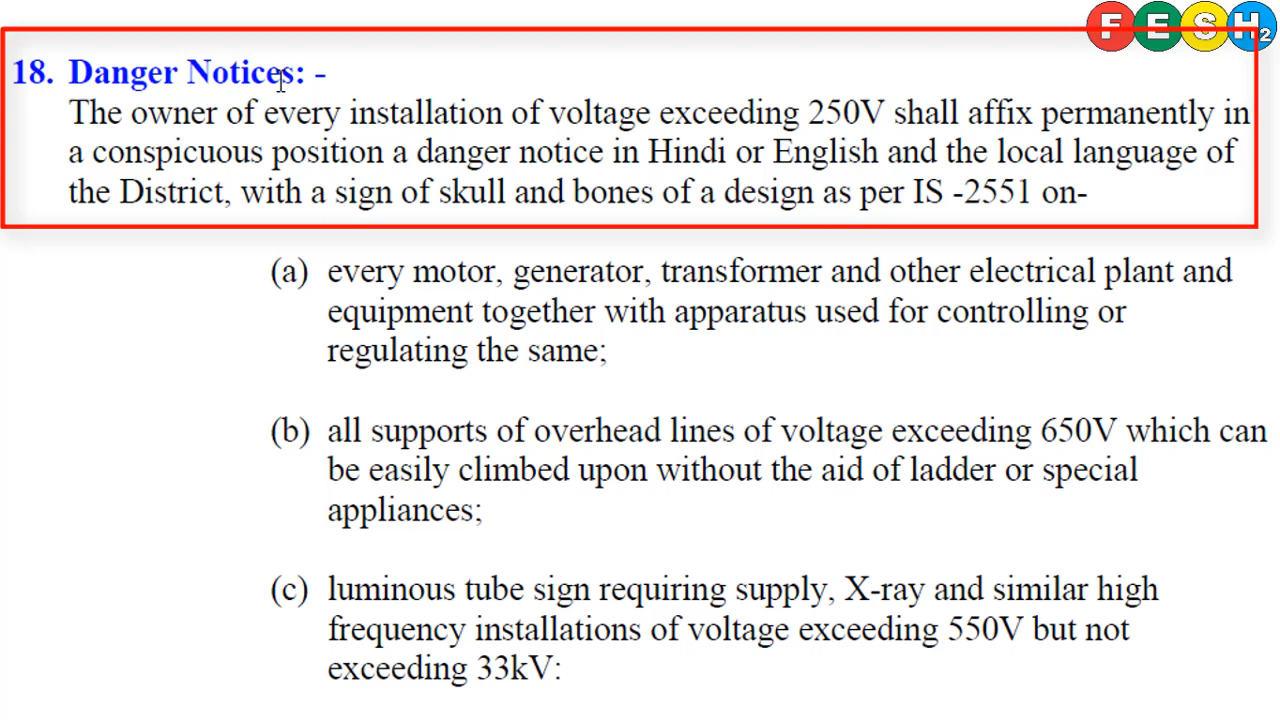 FESH2
18. Danger Notices: -
The owner of every installation of voltage exceeding 250V shall affix permanently in
a conspicuous position a danger notice in Hindi or English and the local language of
the District, with a sign of skull and bones of a design as per IS -2551 on-
(a) every motor, generator, transformer and other electrical plant and
equipment together with apparatus used for controlling or
regulating the same;
(b) all supports of overhead lines of voltage exceeding 650V which can
be easily climbed upon without the aid of ladder or special
appliances;
(c) luminous tube sign requiring supply, X-ray and similar high
frequency installations of voltage exceeding 550V but not
exceeding 33kV: